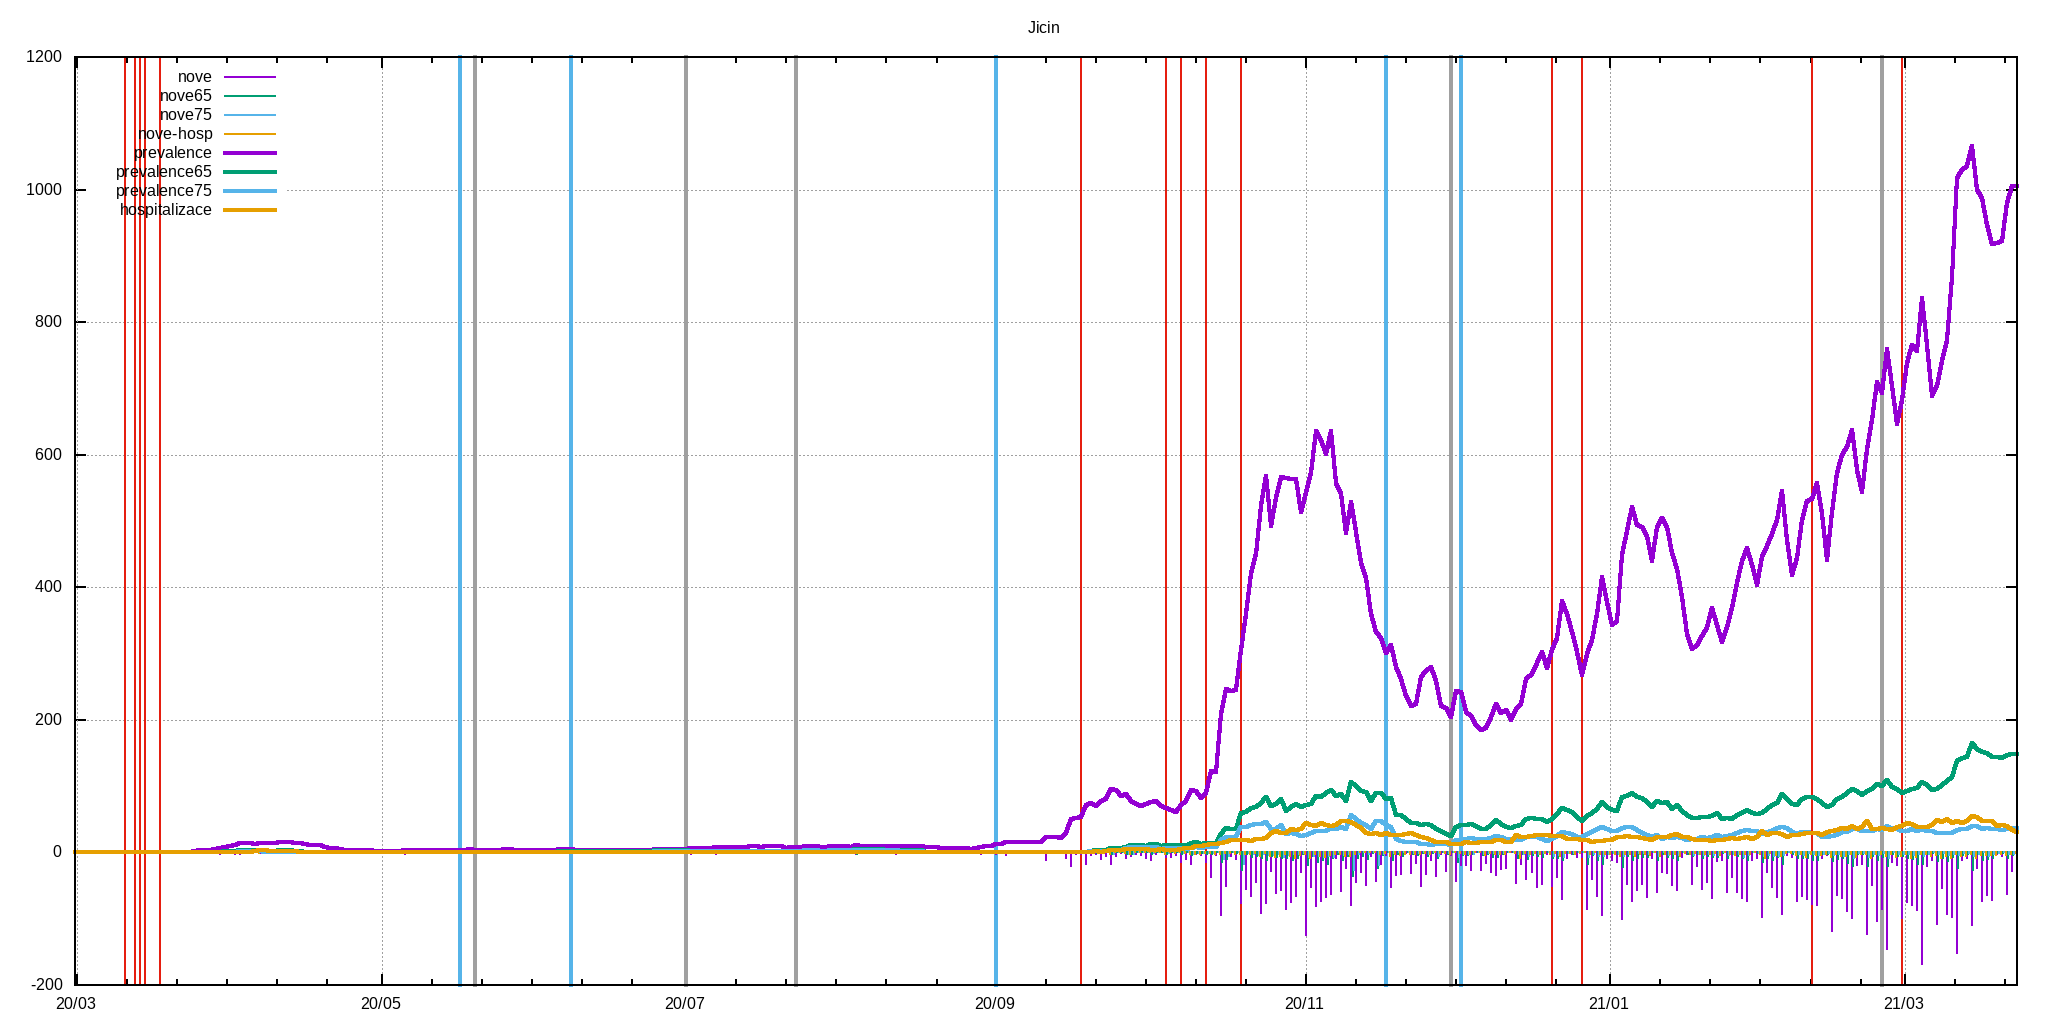 Jicin
1200
nove
nove65
nove75
nove-hosp
prevalence
prevalence65
1000
prevalence75
hospitalizace
800
600
400
200
0
-200
20/03 20/05 20/07 20/09 20/11 21/01 21/03